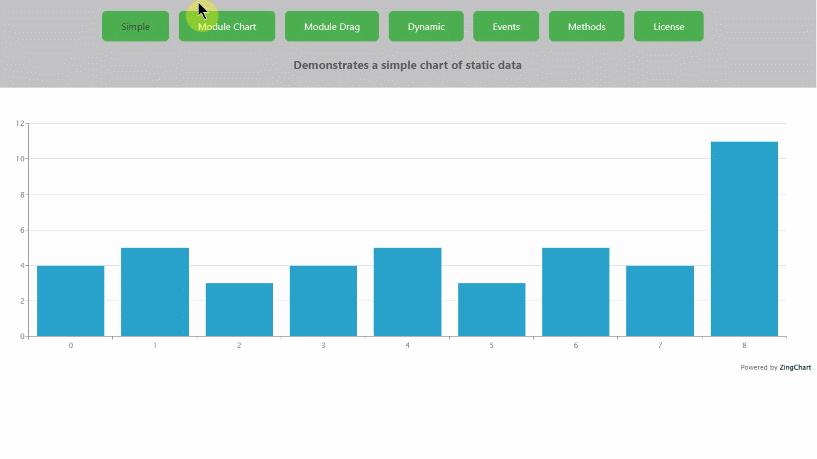 Simple Module Chart Module Drag Dynamic Events Methods License
Demonstrates a simple chart of static data
12
10
8
6
4
2
0
0 1 2 3 4 5 6 7 8
Powered by ZingChart